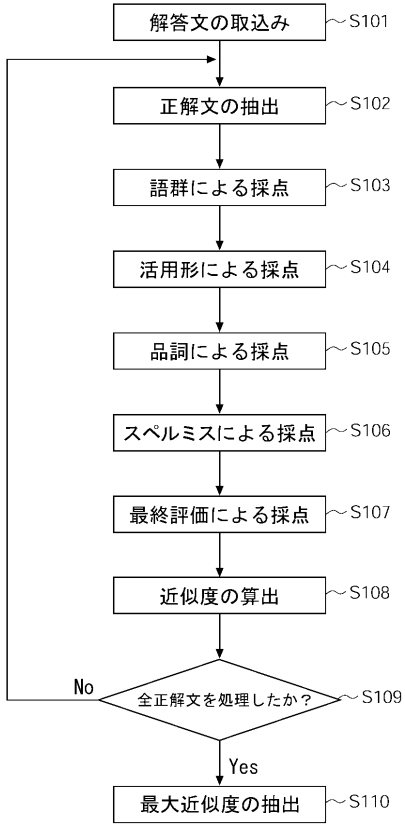 解答文の取込み S101
正解文の抽出 S102
語群による採点 S103
活用形による採点 S104
品詞による採点 S105
スペルミスによる採点 S106
最終評価による採点 S107
近似度の算出 S108
No
全正解文を処理したか? S109
Yes
最大近似度の抽出 S110